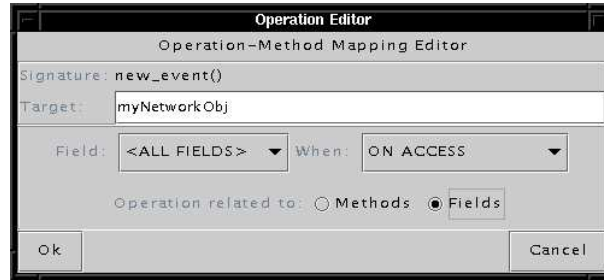 Operation Editor
Operation-Method Mapping Editor
Signature: new_event()
Target: myNetworkObj
Field: <ALL FIELDS> When: ON ACCESS
Operation related to: Methods Fields
Ok Cancel